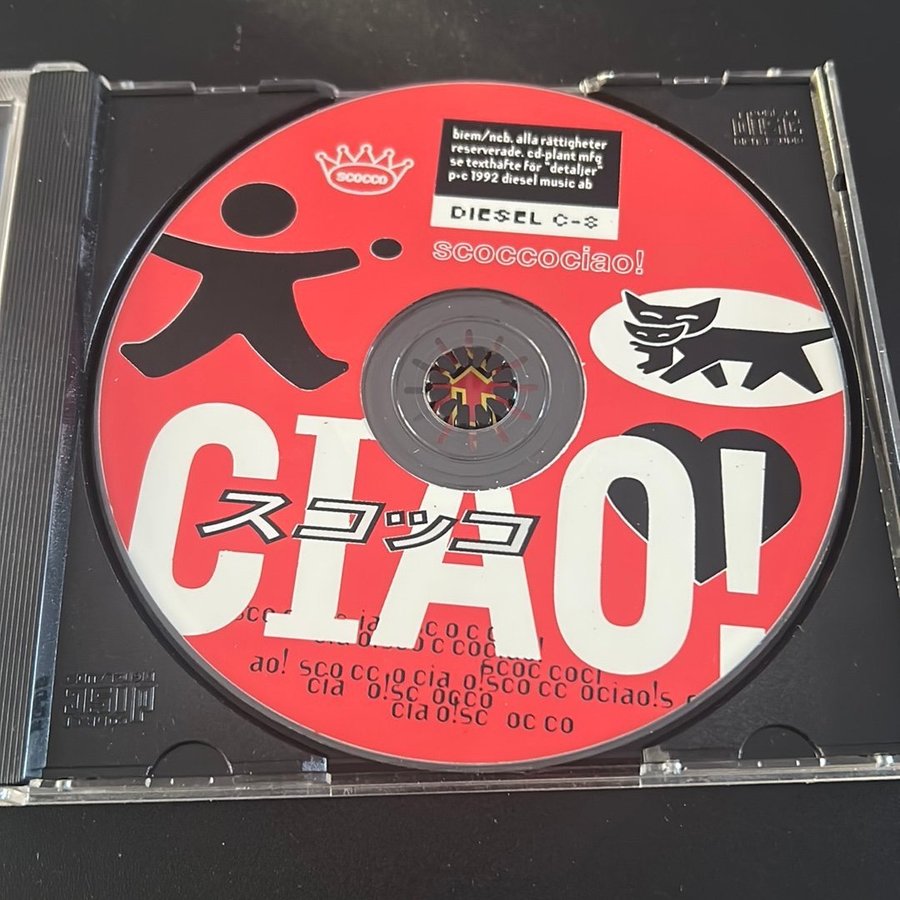 SCOCCO
biem/ncb. alla rättigheter
reserverade. cd-plant mfg
se texthäfte för "detaljer"
p+c 1992 diesel music ab
DIESEL C-8
scoccociao!
CIAO!
スコッコ
ao! sco cc o cia o!sco cc ociao!s
cia o!sc occo
cia o!sc oc co